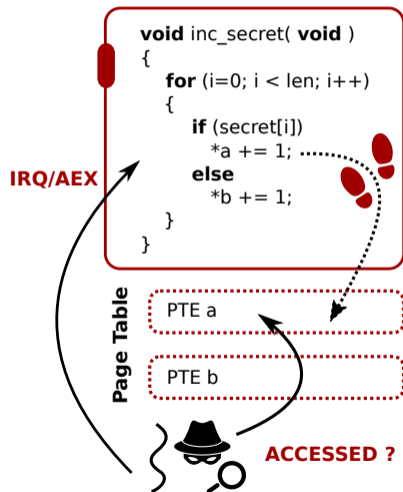 void inc_secret( void )
{
for (i=0; i < len; i++)
{
if (secret[i])
*a += 1;
else
*b += 1;
}
}
IRQ/AEX
Page Table
PTE a
PTE b
ACCESSED ?